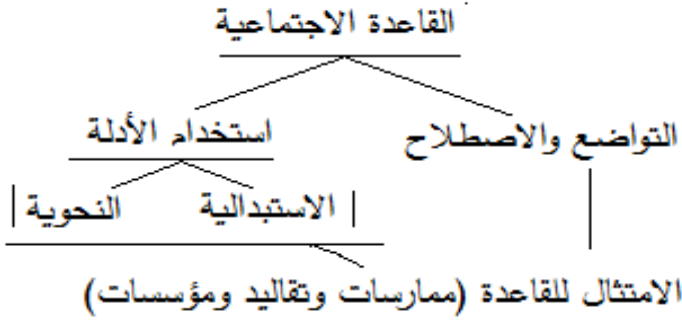 القاعدة الاجتماعية
التواضع والاصطلاح
استخدام الأدلة
الاستبدالية
النحوية
الامتثال للقاعدة (ممارسات وتقاليد ومؤسسات)